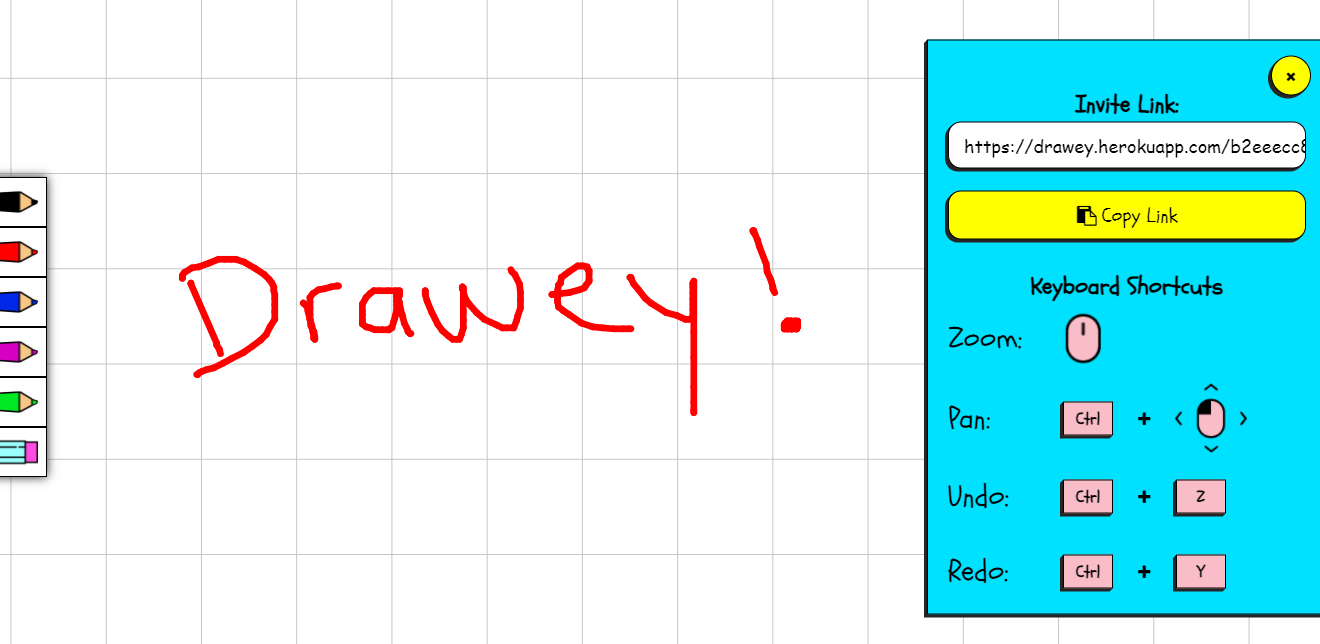 Drawey!
Invite Link:
https://drawey.herokuapp.com/b2eeecc
Copy Link
Keyboard Shortcuts
Zoom:
Pan: Ctrl +
Undo: Ctrl + Z
Redo: Ctrl + Y